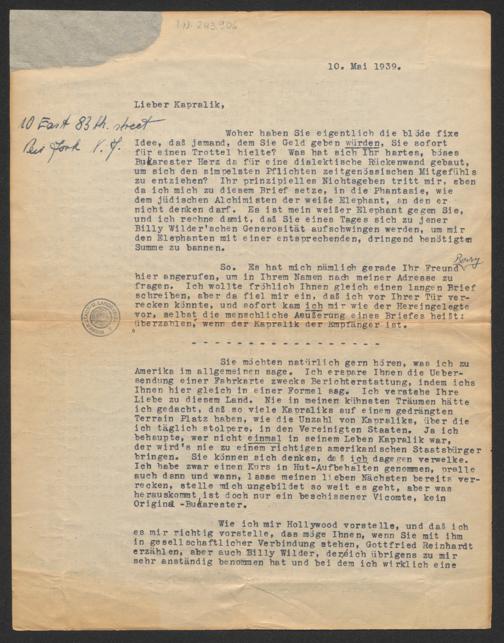 I.N. 243.906
10. Mai 1939.
Lieber Kapralik,
10 East 83th. street
New York N. Y.
Woher haben Sie eigentlich die blöde fixe
Idee, daß jemand, dem Sie Geld geben würden, Sie sofort
für einen Trottel hielte? Was hat sich Ihr hartes, böses
Bukarester Herz da für eine dialektische Rückenwand gebaut,
um sich den simpelsten Pflichten zeitgenössischen Mitgefühls
zu entziehen? Ihr prinzipielles Nichtsgeben tritt mir, eben
da ich mich zu diesem Brief setze, in die Phantasie, wie
dem jüdischen Alchimisten der weiße Elephant, an den er
nicht denken darf. Es ist mein weißer Elephant gegen Sie,
und ich rechne damit, daß Sie eines Tages sich zu jener
Billy Wilder'schen Generosität aufschwingen werden, um mir
den Elephanten mit einer entsprechenden, dringend benötigten
Summe zu bannen.
So. Es hat mich nämlich gerade Ihr Freund Berry
hier angerufen, um in Ihrem Namen nach meiner Adresse zu
fragen. Ich wollte fröhlich Ihnen gleich einen langen Brief
schreiben, aber da fiel mir ein, daß ich vor Ihrer Tür ver-
recken könnte, und sofort kam ich mir wie der Hereingelegte
vor, selbst die menschliche Aeußerung eines Briefes heißt:
überzahlen, wenn der Kapralik der Empfänger ist.
- - - - - - - - - - - - - - - - -
Sie möchten natürlich gern hören, was ich zu
Amerika im allgemeinen sage. Ich erspare Ihnen die Ueber-
sendung einer Fahrkarte zwecks Berichterstattung, indem ichs
Ihnen hier gleich in einer Formel sag. Ich verstehe Ihre
Liebe zu diesem Land. Nie in meinen kühnsten Träumen hätte
ich gedacht, daß so viele Kapraliks auf einem gedrängten
Terrain Platz haben, wie die Unzahl von Kapraliks, über die
ich täglich stolpere, in den Vereinigten Staaten. Ja ich
behaupte, wer nicht einmal in seinem Leben Kapralik war,
der wird's nie zu einem richtigen amerikanischen Staatsbürger
bringen. Sie können sich denken, daß ich dagegen verwelke.
Ich habe zwar einen Kurs in Hut-Aufbehalten genommen, pralle
auch dann und wann, lasse meinen lieben Nächsten bereits ver-
recken, stelle mich ungebildet so weit es geht, aber was
herauskommt ist doch nur ein beschissener Vicomte, kein
Original-Bukarester.
Wie ich mir Hollywood vorstelle, und daß ich
es mir richtig vorstelle, das möge Ihnen, wenn Sie mit ihm
in gesellschaftlicher Verbindung stehen, Gottfried Reinhardt
erzählen, aber auch Billy Wilder, der sich übrigens zu mir
sehr anständig benommen hat und bei dem ich wirklich eine